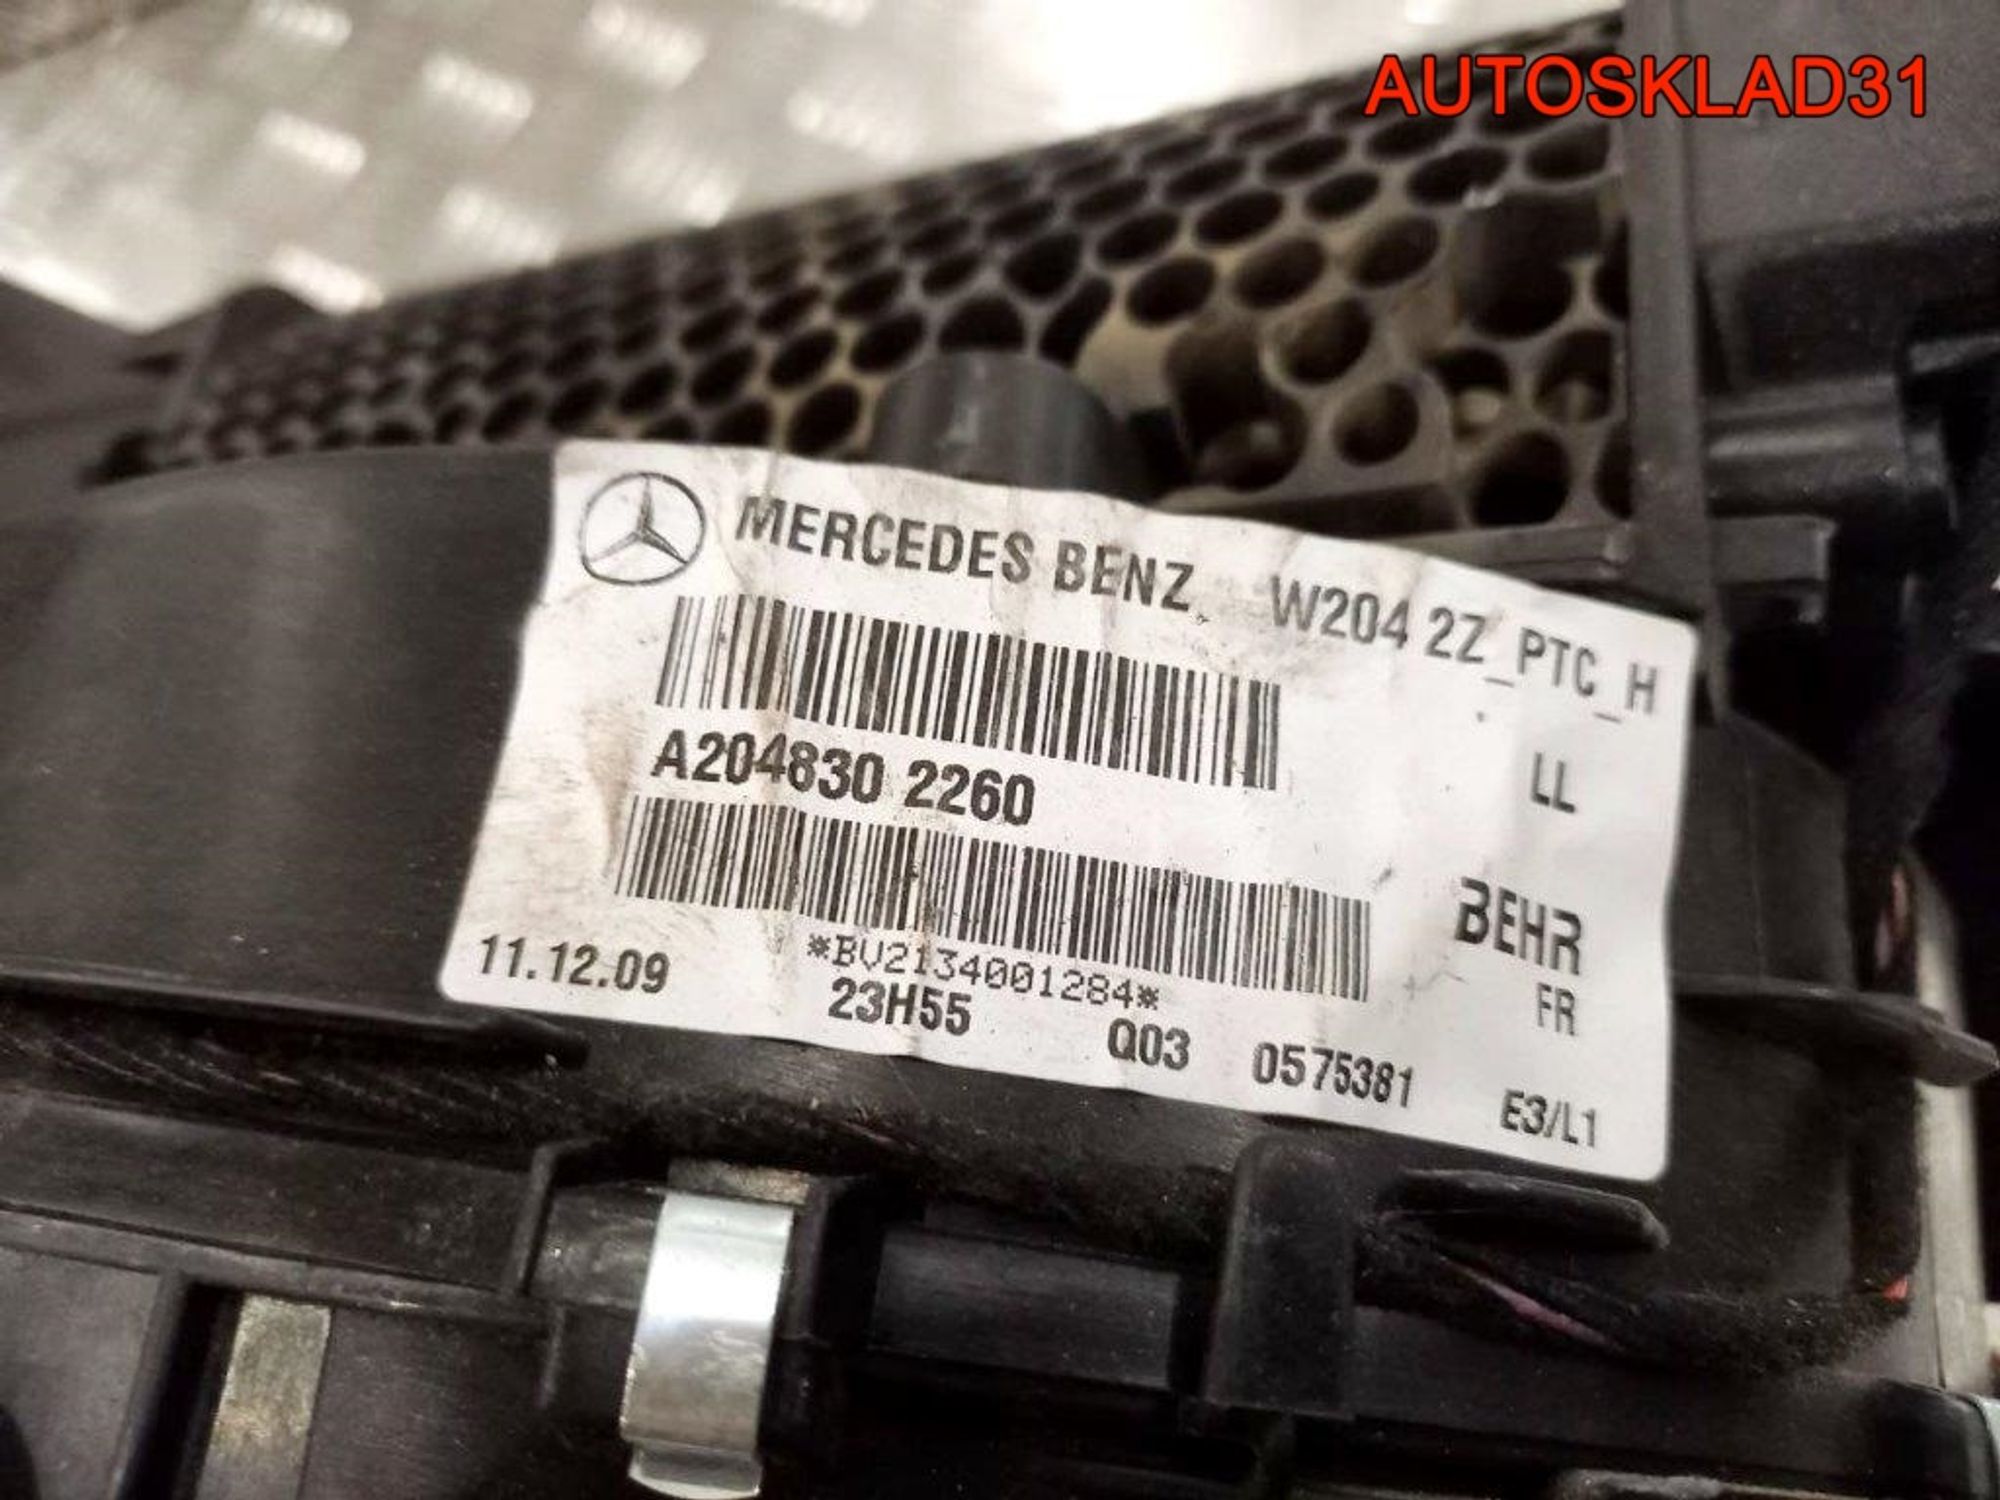 AUTOSKLAD31
MERCEDES BENZ W204 2Z_PTC_H
LL
A204830 2260
BEHR
*BV2134001284*
FR
11.12.09 23H55 Q03 0575381 E3/L1